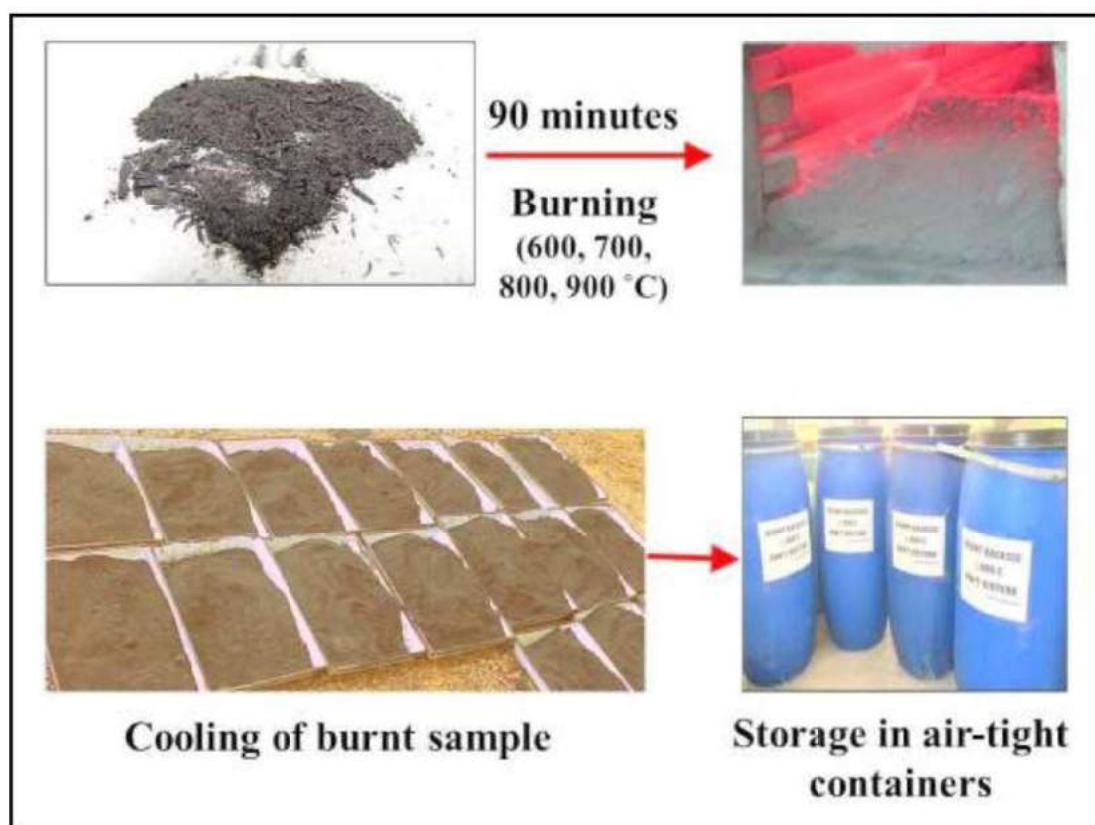 90 minutes
Burning
(600, 700,
800, 900 °C)
Cooling of burnt sample
Storage in air-tight
containers